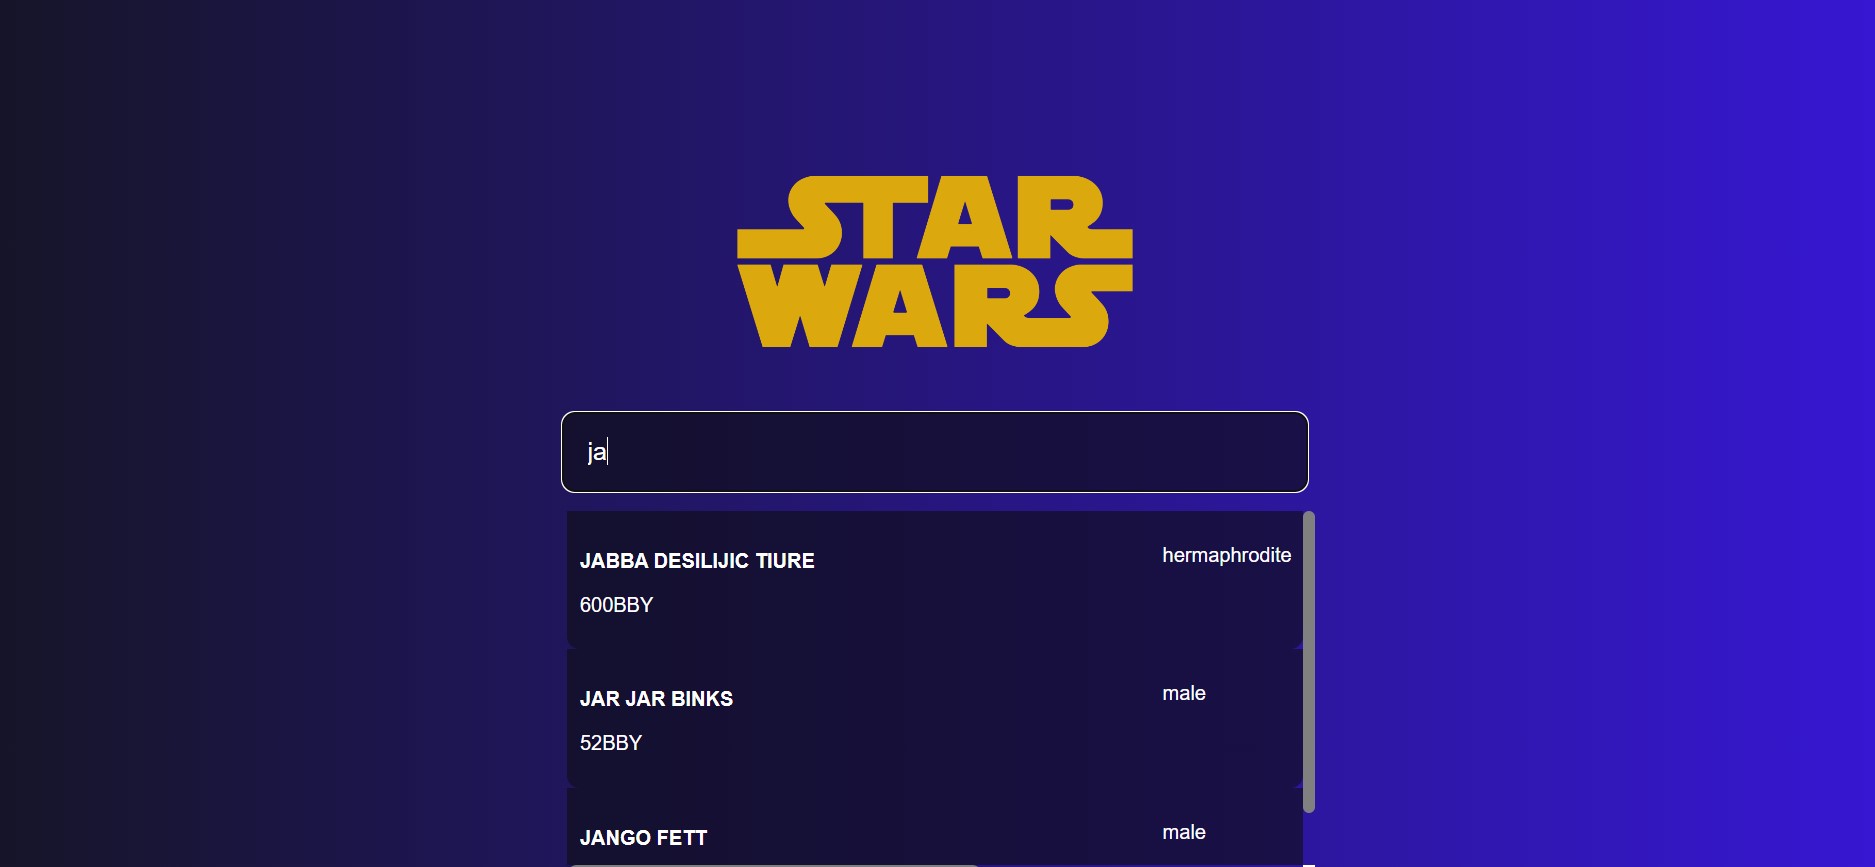 STAR
WARS
ja
JABBA DESILIJIC TIURE
hermaphrodite
600BBY
JAR JAR BINKS
male
52BBY
JANGO FETT
male